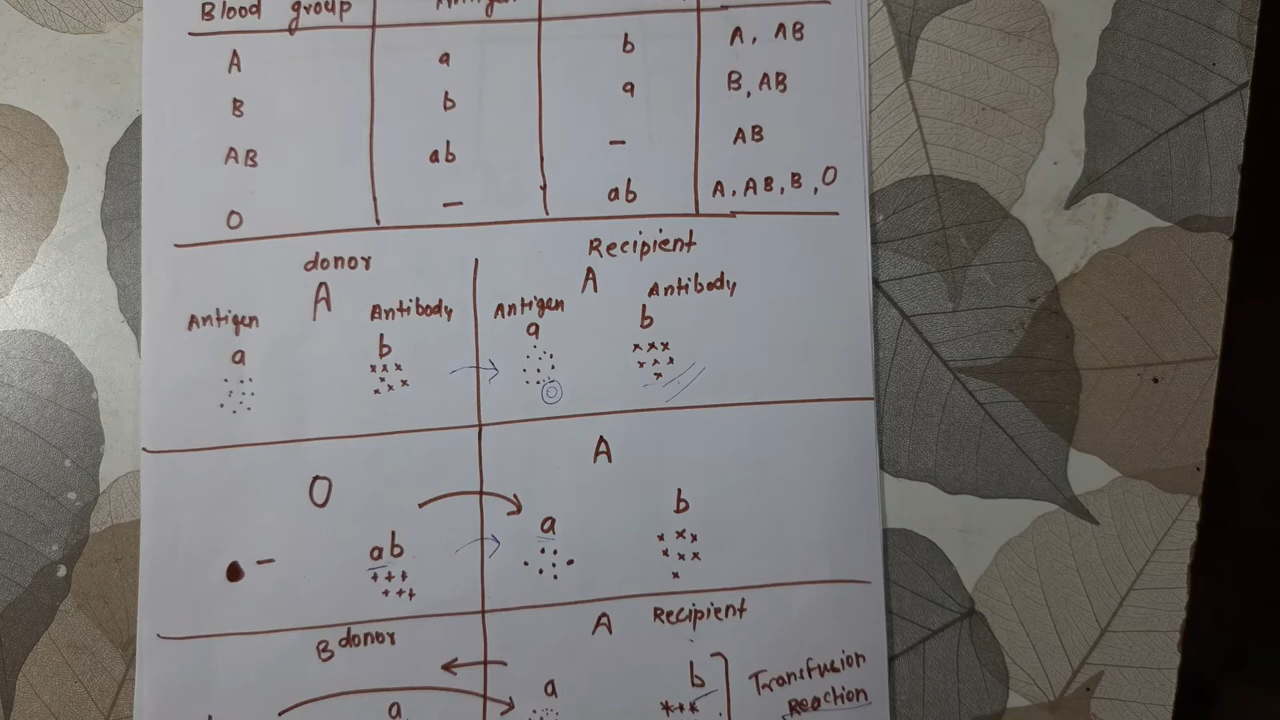 Blood group
A a b A, AB
B b a B, AB
AB ab - AB
O - ab A, AB, B, O
donor Recipient
A A
Antigen Antibody Antigen Antibody
a b a b
O A
- ab a b
B donor A Recipient
a a b
Transfusion
Reaction